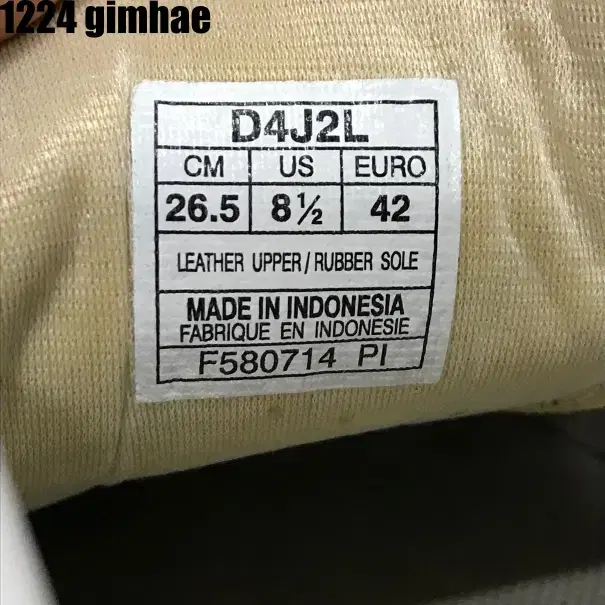 1224 gimhae
D4J2L
CM US EURO
26.5 8½ 42
LEATHER UPPER / RUBBER SOLE
MADE IN INDONESIA
FABRIQUE EN INDONESIE
F580714 PI